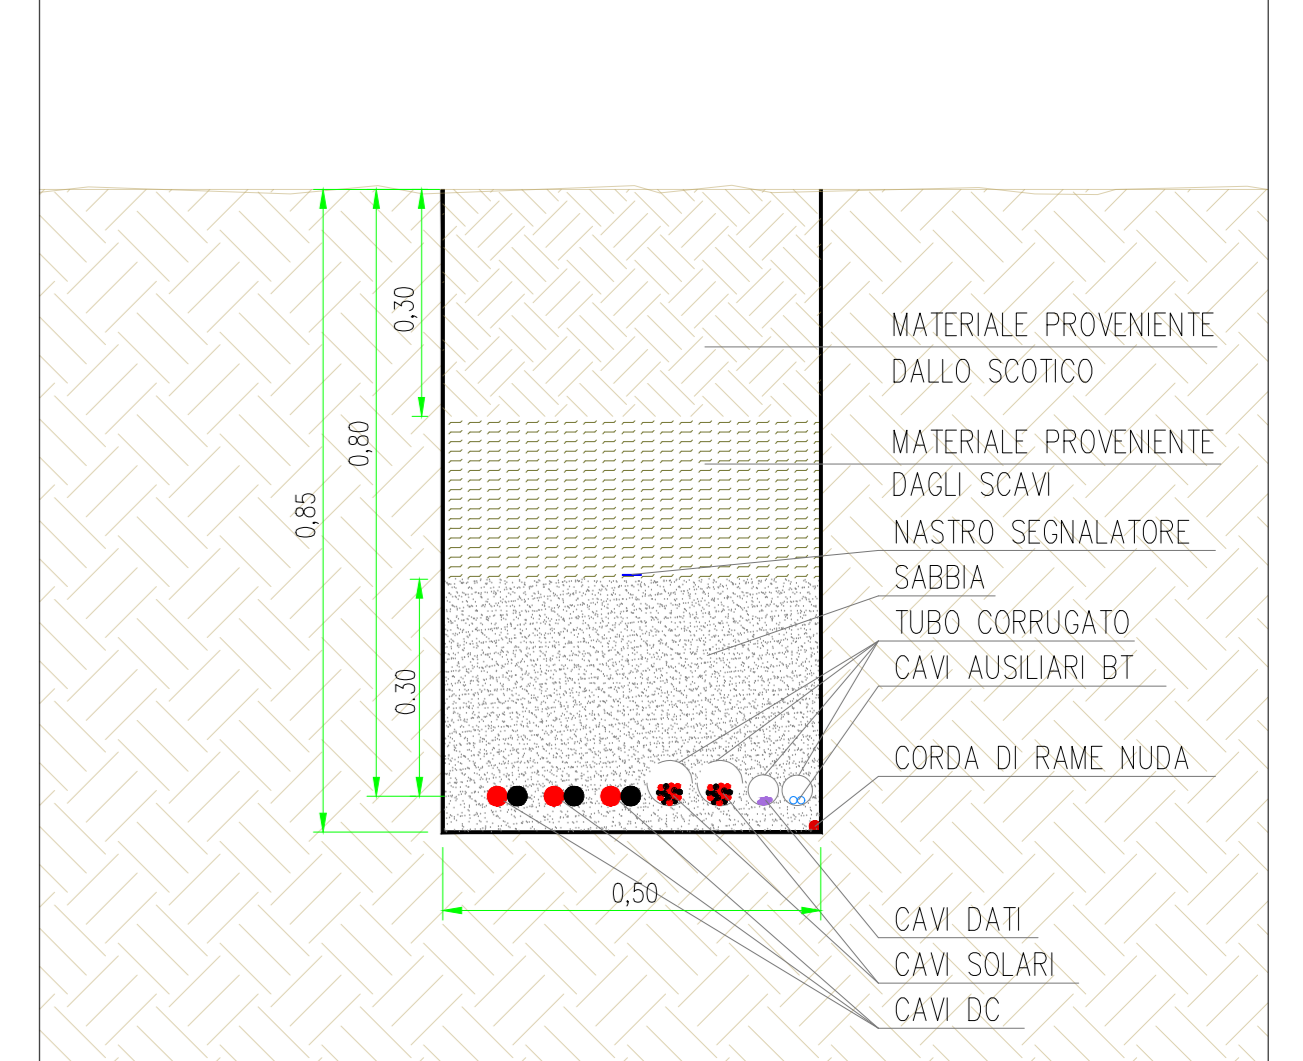 0,30
MATERIALE PROVENIENTE
DALLO SCOTICO
0,80
MATERIALE PROVENIENTE
DAGLI SCAVI
0,85
NASTRO SEGNALATORE
SABBIA
TUBO CORRUGATO
0.30
CAVI AUSILIARI BT
CORDA DI RAME NUDA
0,50
CAVI DATI
CAVI SOLARI
CAVI DC